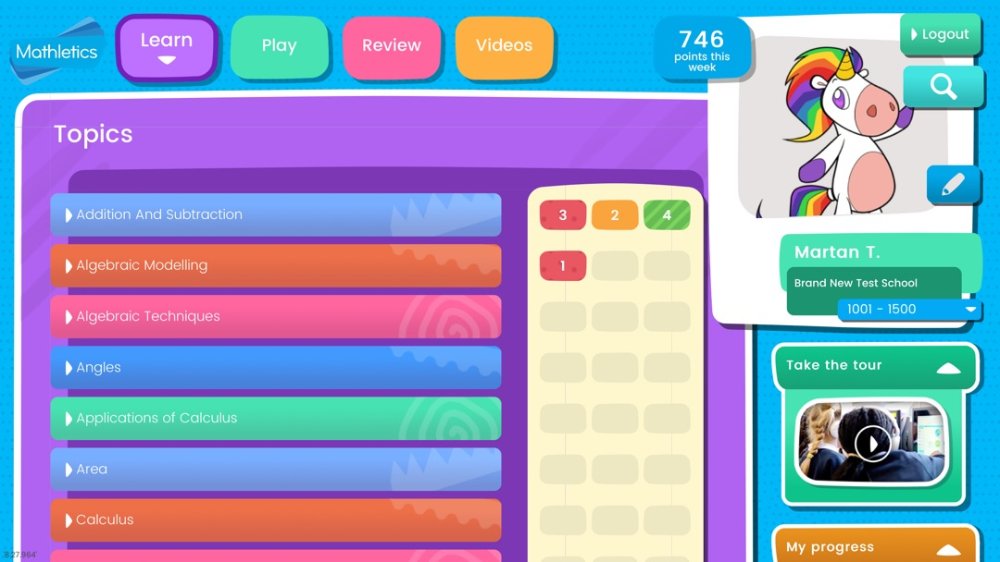 Mathletics
Learn
Play
Review
Videos
746
points this
week
Logout
Topics
Addition And Subtraction
3
2
4
Algebraic Modelling
1
Algebraic Techniques
Angles
Applications of Calculus
Area
Calculus
Martan T.
Brand New Test School
1001 - 1500
Take the tour
My progress
'8.27.964'